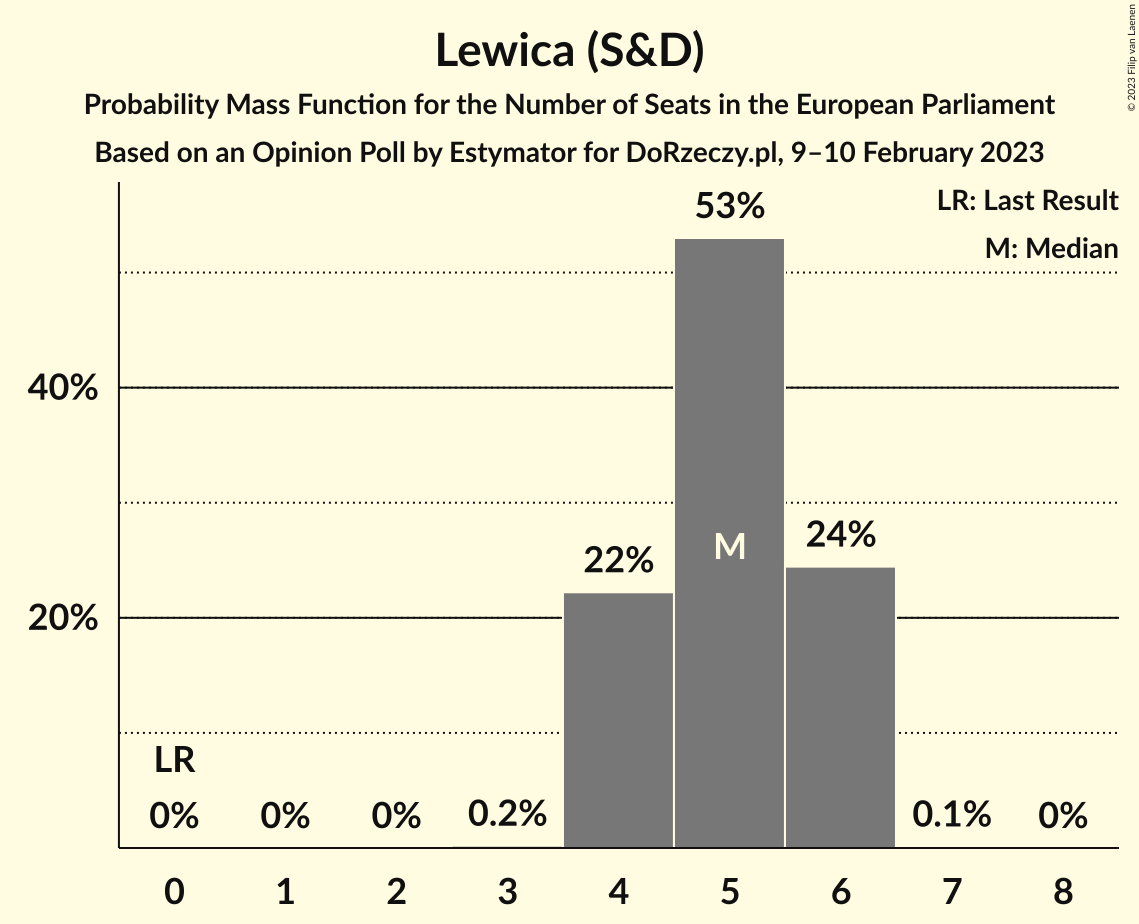 Lewica (S&D)
Probability Mass Function for the Number of Seats in the European Parliament
Based on an Opinion Poll by Estymator for DoRzeczy.pl, 9–10 February 2023
© 2023 Filip van Laenen
LR: Last Result
M: Median
53%
40%
M
24%
22%
20%
LR
0% 0% 0% 0.2% 0.1% 0%
0 1 2 3 4 5 6 7 8